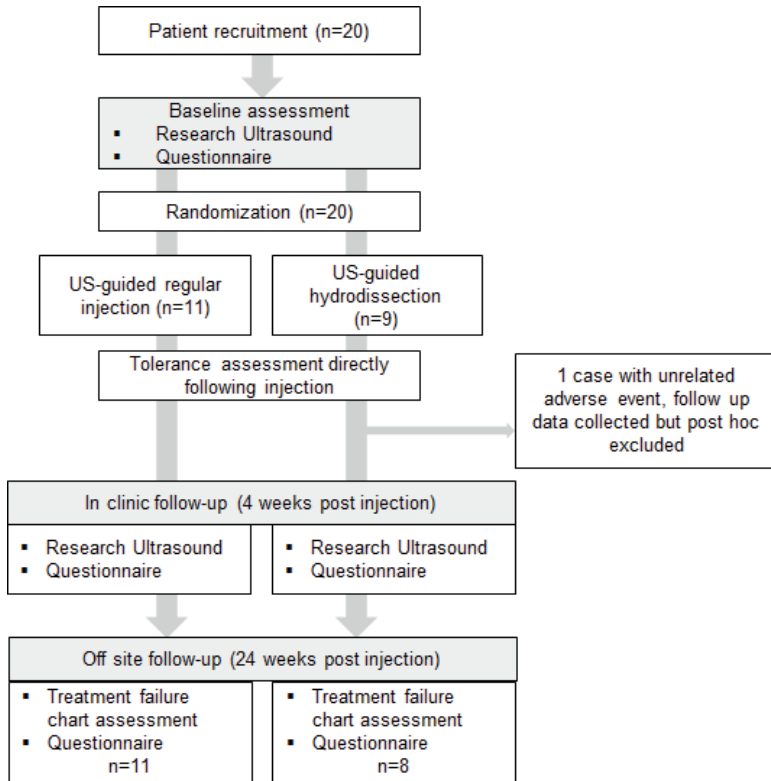 Patient recruitment (n=20)
Baseline assessment
▪ Research Ultrasound
▪ Questionnaire
Randomization (n=20)
US-guided regular
injection (n=11)
US-guided
hydrodissection
(n=9)
Tolerance assessment directly
following injection
1 case with unrelated
adverse event, follow up
data collected but post hoc
excluded
In clinic follow-up (4 weeks post injection)
▪ Research Ultrasound
▪ Questionnaire
▪ Research Ultrasound
▪ Questionnaire
Off site follow-up (24 weeks post injection)
▪ Treatment failure
chart assessment
▪ Questionnaire
n=11
▪ Treatment failure
chart assessment
▪ Questionnaire
n=8